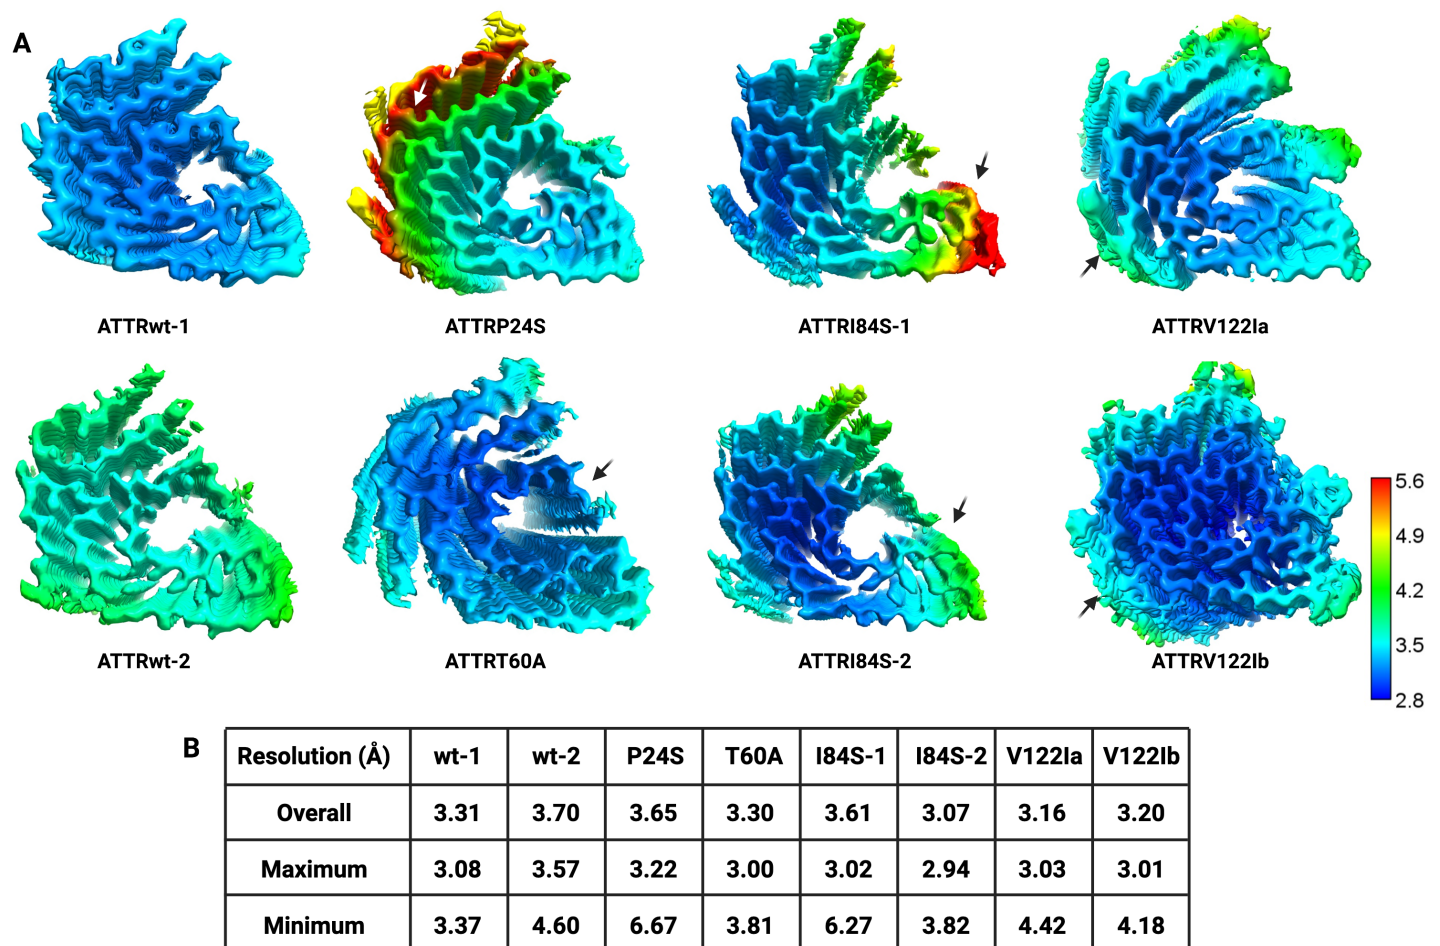 A
ATTRwt-1
ATTRP24S
ATTRI84S-1
ATTRV122Ia
ATTRwt-2
ATTRT60A
ATTRI84S-2
ATTRV122Ib
5.6
4.9
4.2
3.5
2.8
B
Resolution (Å) wt-1 wt-2 P24S T60A I84S-1 I84S-2 V122Ia V122Ib
Overall 3.31 3.70 3.65 3.30 3.61 3.07 3.16 3.20
Maximum 3.08 3.57 3.22 3.00 3.02 2.94 3.03 3.01
Minimum 3.37 4.60 6.67 3.81 6.27 3.82 4.42 4.18